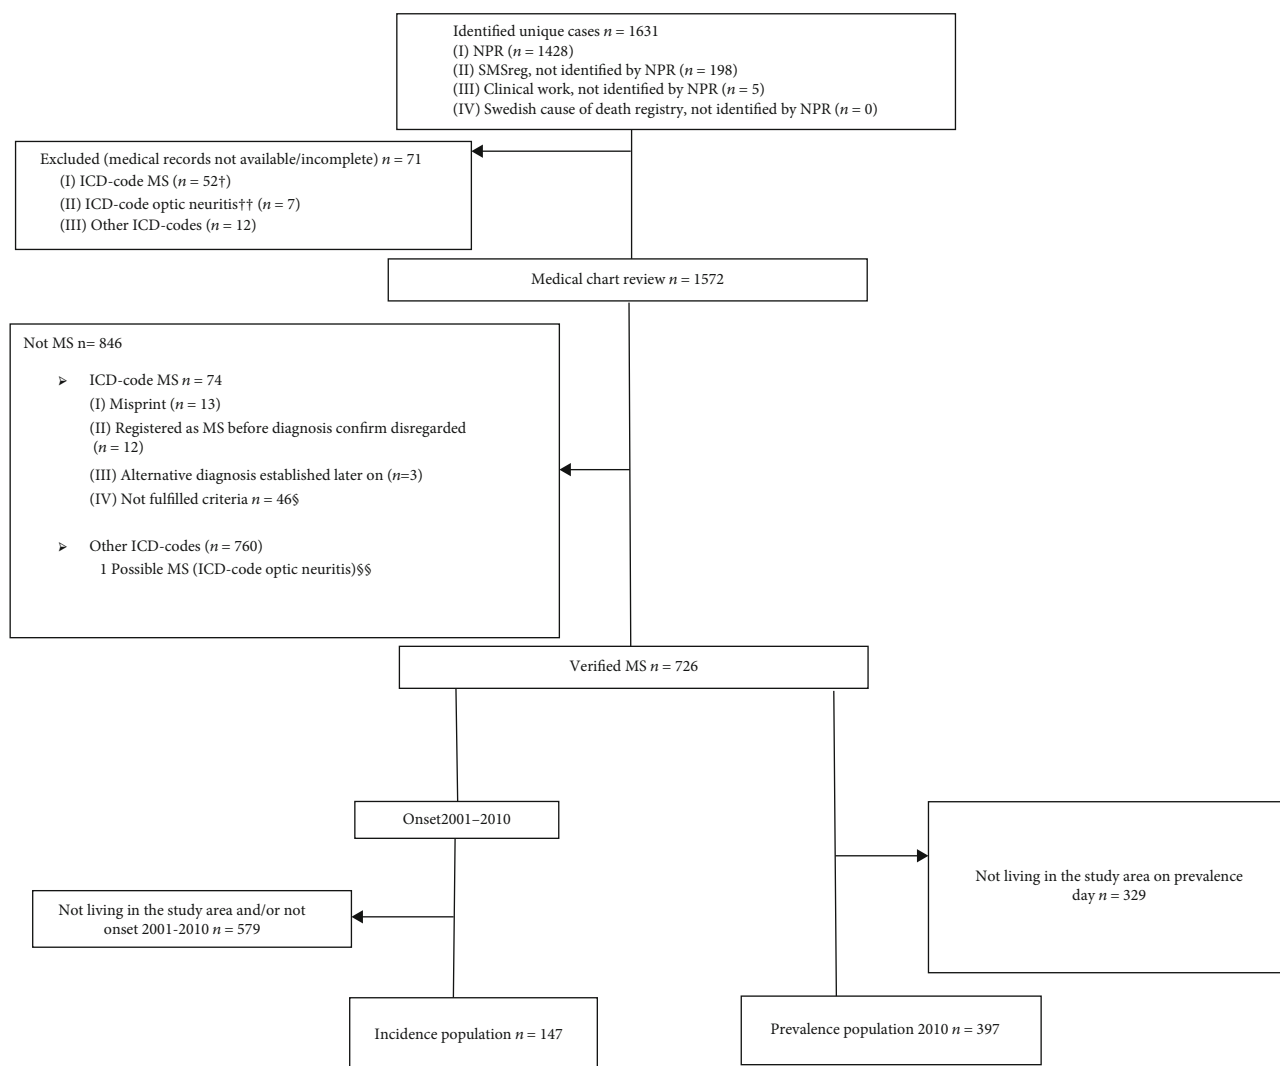 Identified unique cases n = 1631
(I) NPR (n = 1428)
(II) SMSreg, not identified by NPR (n = 198)
(III) Clinical work, not identified by NPR (n = 5)
(IV) Swedish cause of death registry, not identified by NPR (n = 0)
Excluded (medical records not available/incomplete) n = 71
(I) ICD-code MS (n = 52†)
(II) ICD-code optic neuritis†† (n = 7)
(III) Other ICD-codes (n = 12)
Medical chart review n = 1572
Not MS n= 846
➢ ICD-code MS n = 74
(I) Misprint (n = 13)
(II) Registered as MS before diagnosis confirm disregarded
(n = 12)
(III) Alternative diagnosis established later on (n=3)
(IV) Not fulfilled criteria n = 46§
➢ Other ICD-codes (n = 760)
1 Possible MS (ICD-code optic neuritis)§§
Verified MS n = 726
Onset2001–2010
Not living in the study area on prevalence
day n = 329
Not living in the study area and/or not
onset 2001-2010 n = 579
Incidence population n = 147
Prevalence population 2010 n = 397